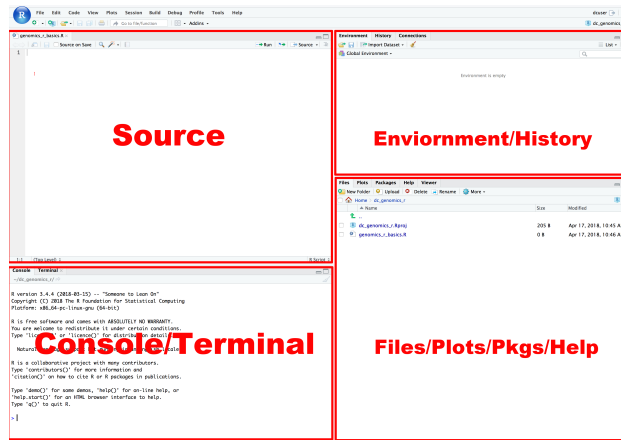 File Edit Code View Plots Session Build Debug Profile Tools Help
dcuser
Go to file/function
Addins
dc_genomics
genomics_r_basics.R
Source on Save
Run
Source
1
Source
1:1
(Top Level)
R Script
Environment History Connections
Import Dataset
List
Global Environment
Environment is empty
Enviornment/History
Files Plots Packages Help Viewer
New Folder Upload Delete Rename More
Home dc_genomics_r
Name Size Modified
..
dc_genomics_r.Rproj 205 B Apr 17, 2018, 10:45 A
genomics_r_basics.R 0 B Apr 17, 2018, 10:46 A
Files/Plots/Pkgs/Help
Console Terminal
~/dc_genomics_r/
R version 3.4.4 (2018-03-15) -- "Someone to Lean On"
Copyright (C) 2018 The R Foundation for Statistical Computing
Platform: x86_64-pc-linux-gnu (64-bit)
R is free software and comes with ABSOLUTELY NO WARRANTY.
You are welcome to redistribute it under certain conditions.
Type 'license()' or 'licence()' for distribution details.
Natural
Console/Terminal
R is a collaborative project with many contributors.
Type 'contributors()' for more information and
'citation()' on how to cite R or R packages in publications.
Type 'demo()' for some demos, 'help()' for on-line help, or
'help.start()' for an HTML browser interface to help.
Type 'q()' to quit R.
>